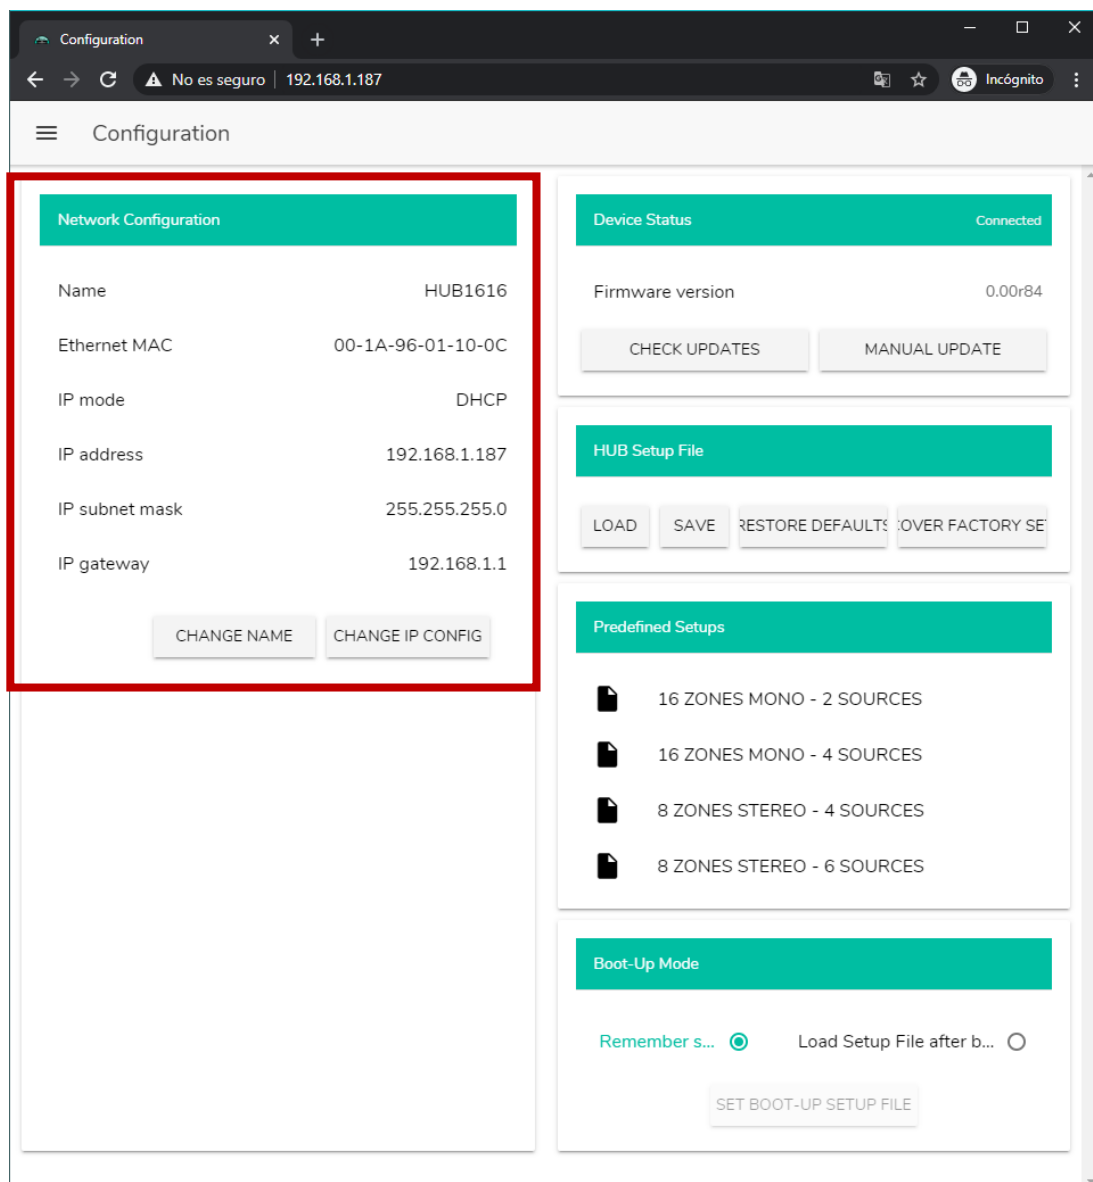 Configuration
No es seguro | 192.168.1.187
Incógnito
Configuration
Network Configuration
Name HUB1616
Ethernet MAC 00-1A-96-01-10-0C
IP mode DHCP
IP address 192.168.1.187
IP subnet mask 255.255.255.0
IP gateway 192.168.1.1
CHANGE NAME CHANGE IP CONFIG
Device Status Connected
Firmware version 0.00r84
CHECK UPDATES MANUAL UPDATE
HUB Setup File
LOAD SAVE RESTORE DEFAULTS OVER FACTORY SE
Predefined Setups
16 ZONES MONO - 2 SOURCES
16 ZONES MONO - 4 SOURCES
8 ZONES STEREO - 4 SOURCES
8 ZONES STEREO - 6 SOURCES
Boot-Up Mode
Remember s... Load Setup File after b...
SET BOOT-UP SETUP FILE